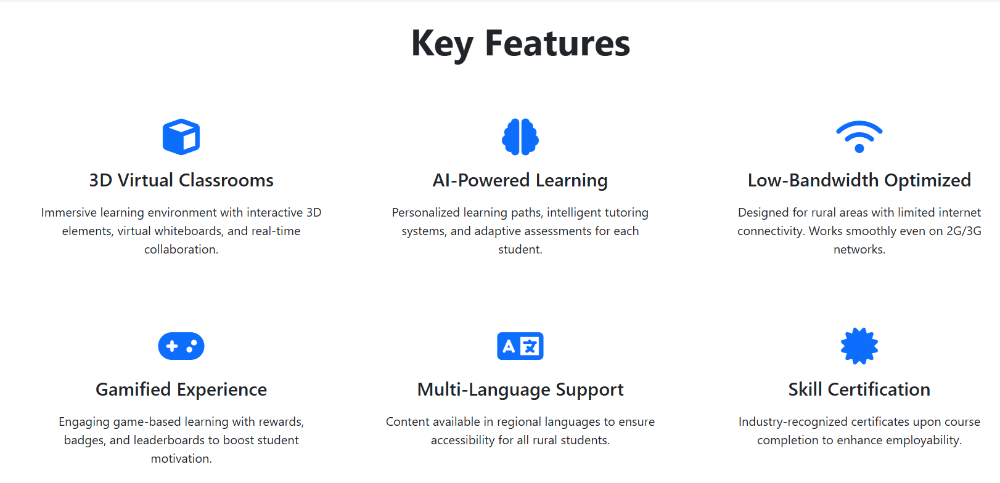 Key Features
3D Virtual Classrooms
Immersive learning environment with interactive 3D
elements, virtual whiteboards, and real-time
collaboration.
AI-Powered Learning
Personalized learning paths, intelligent tutoring
systems, and adaptive assessments for each
student.
Low-Bandwidth Optimized
Designed for rural areas with limited internet
connectivity. Works smoothly even on 2G/3G
networks.
Gamified Experience
Engaging game-based learning with rewards,
badges, and leaderboards to boost student
motivation.
A 文
Multi-Language Support
Content available in regional languages to ensure
accessibility for all rural students.
Skill Certification
Industry-recognized certificates upon course
completion to enhance employability.